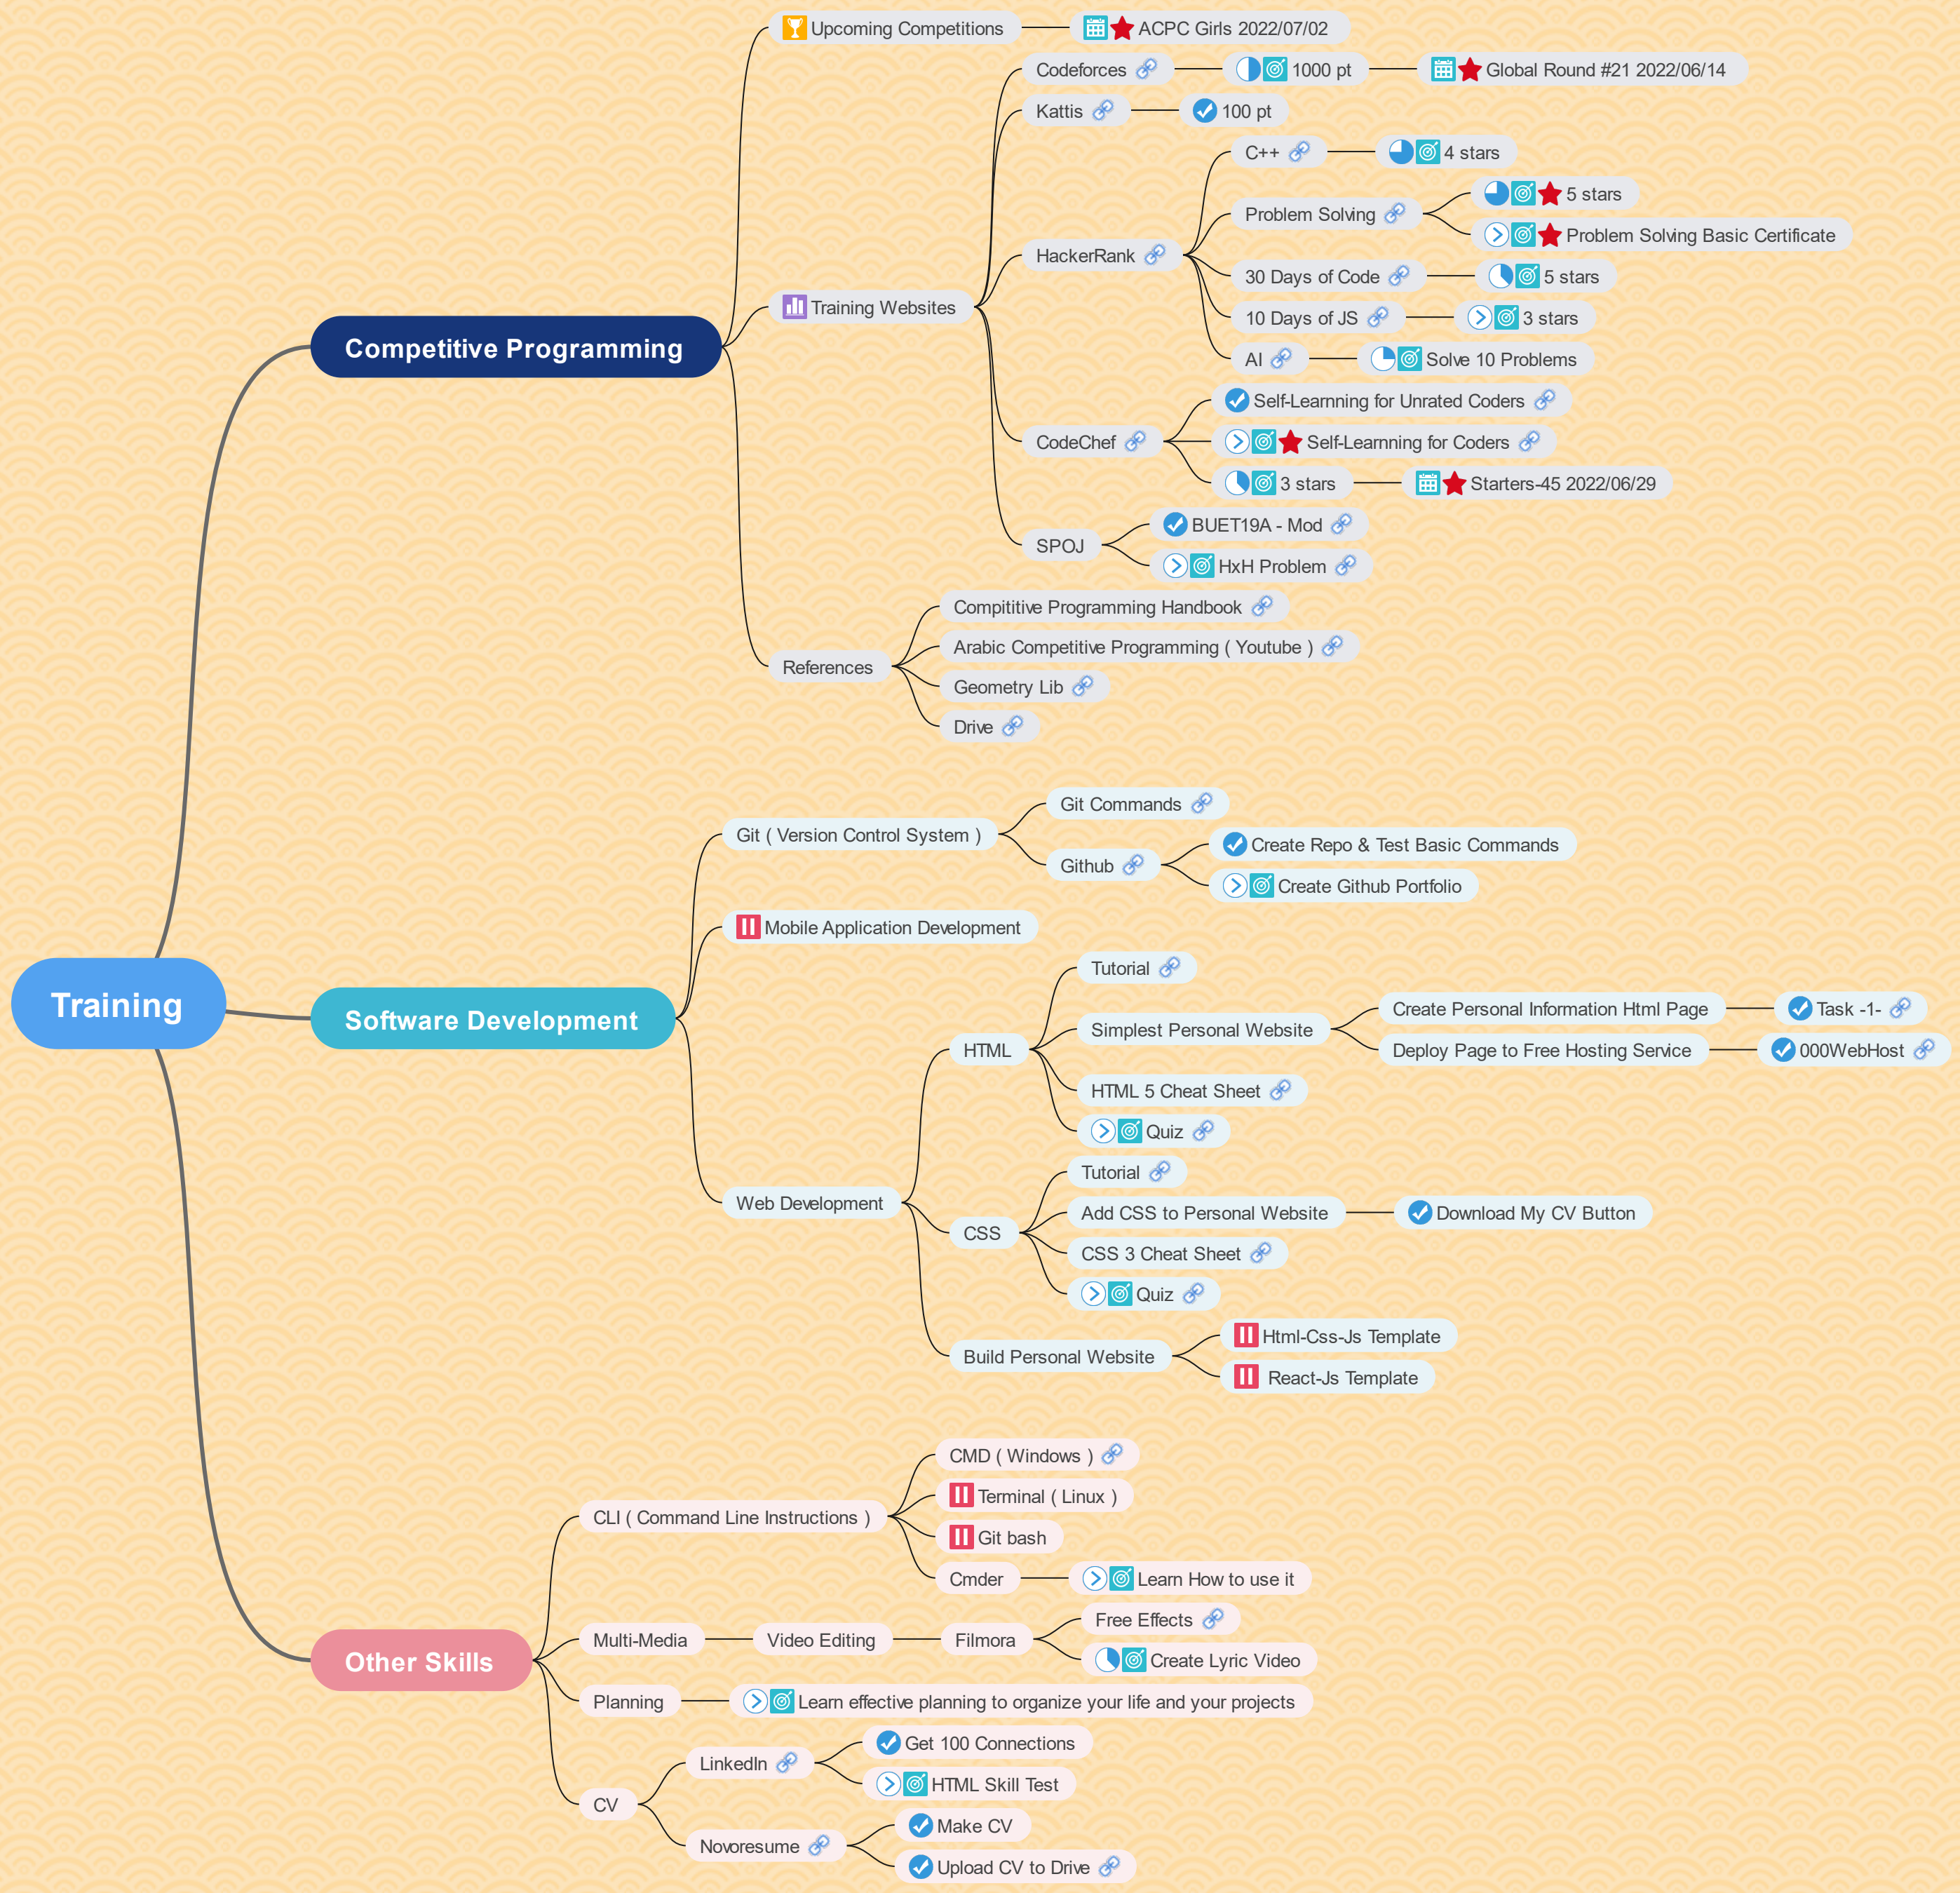 Upcoming Competitions
ACPC Girls 2022/07/02
Codeforces
1000 pt
Global Round #21 2022/06/14
Kattis
100 pt
C++
4 stars
Problem Solving
5 stars
Problem Solving Basic Certificate
HackerRank
30 Days of Code
5 stars
Training Websites
10 Days of JS
3 stars
Competitive Programming
AI
Solve 10 Problems
Self-Learnning for Unrated Coders
CodeChef
Self-Learnning for Coders
3 stars
Starters-45 2022/06/29
SPOJ
BUET19A - Mod
HxH Problem
References
Compititive Programming Handbook
Arabic Competitive Programming ( Youtube )
Geometry Lib
Drive
Training
Software Development
Git ( Version Control System )
Git Commands
Github
Create Repo & Test Basic Commands
Create Github Portfolio
Mobile Application Development
Web Development
HTML
Tutorial
Simplest Personal Website
Create Personal Information Html Page
Task -1-
Deploy Page to Free Hosting Service
000WebHost
HTML 5 Cheat Sheet
Quiz
CSS
Tutorial
Add CSS to Personal Website
Download My CV Button
CSS 3 Cheat Sheet
Quiz
Build Personal Website
Html-Css-Js Template
React-Js Template
Other Skills
CLI ( Command Line Instructions )
CMD ( Windows )
Terminal ( Linux )
Git bash
Cmder
Learn How to use it
Multi-Media
Video Editing
Filmora
Free Effects
Create Lyric Video
Planning
Learn effective planning to organize your life and your projects
CV
LinkedIn
Get 100 Connections
HTML Skill Test
Novoresume
Make CV
Upload CV to Drive